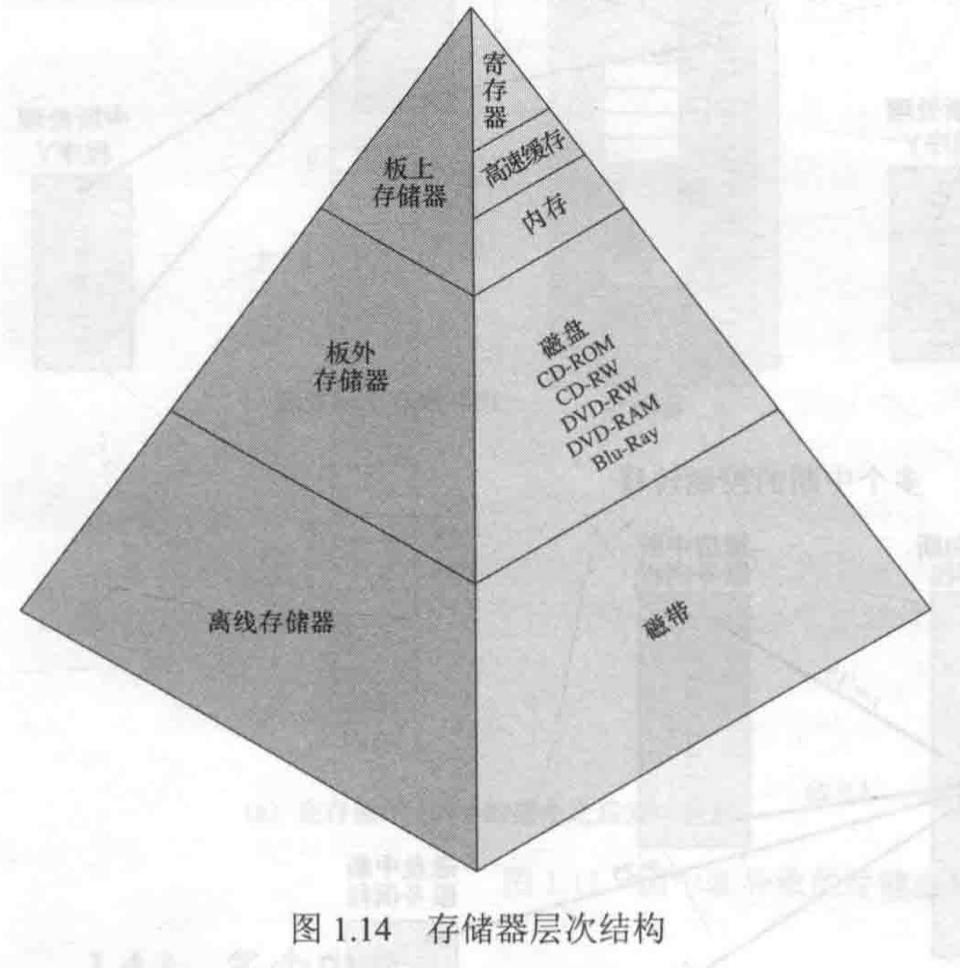 寄存器
高速缓存
内存
板上
存储器
板外
存储器
磁盘
CD-ROM
CD-RW
DVD-RW
DVD-RAM
Blu-Ray
离线存储器
磁带
图 1.14 存储器层次结构